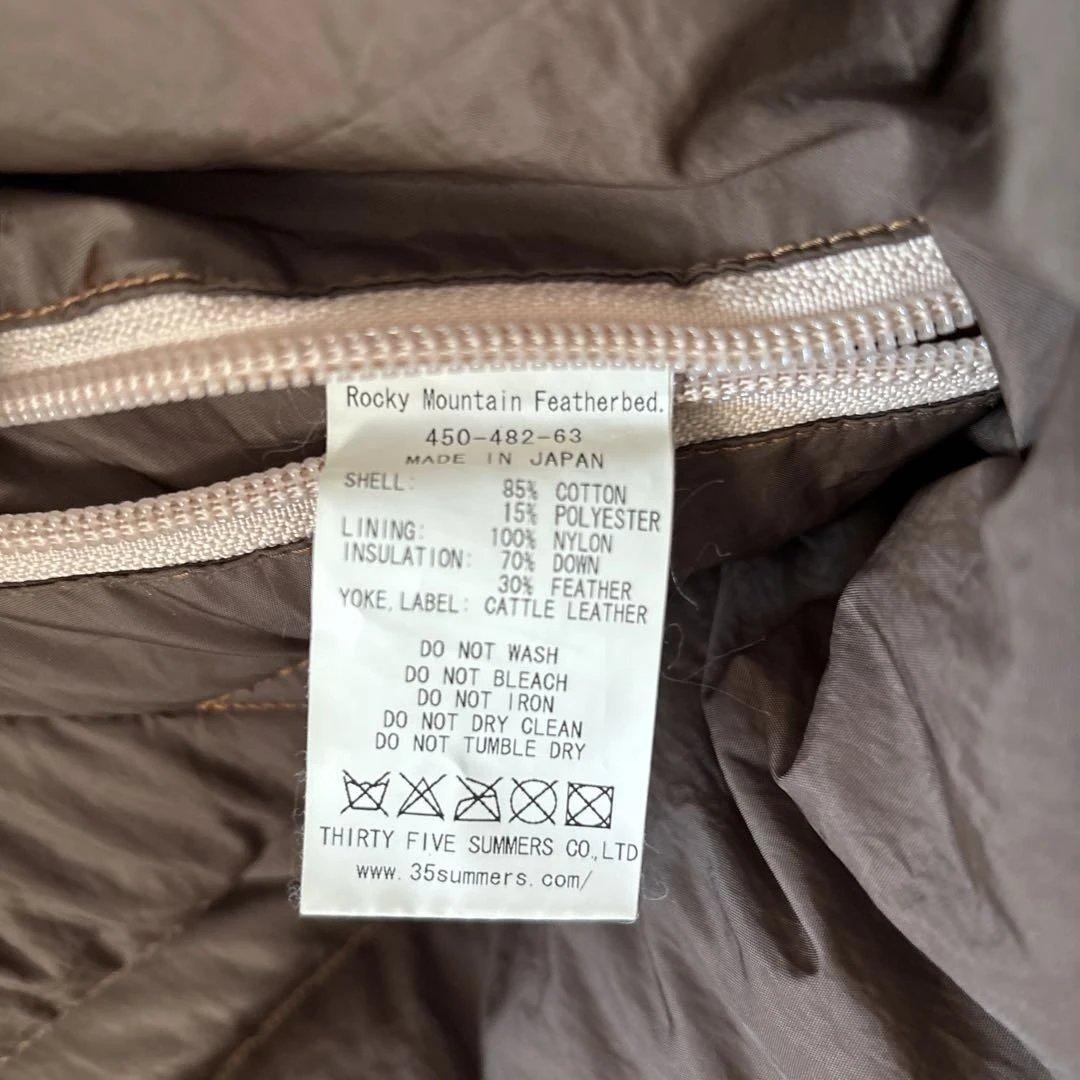 Rocky Mountain Featherbed.
450-482-63
MADE IN JAPAN
SHELL: 85% COTTON
15% POLYESTER
LINING: 100% NYLON
INSULATION: 70% DOWN
30% FEATHER
YOKE, LABEL: CATTLE LEATHER
DO NOT WASH
DO NOT BLEACH
DO NOT IRON
DO NOT DRY CLEAN
DO NOT TUMBLE DRY
THIRTY FIVE SUMMERS CO.,LTD
www.35summers.com/